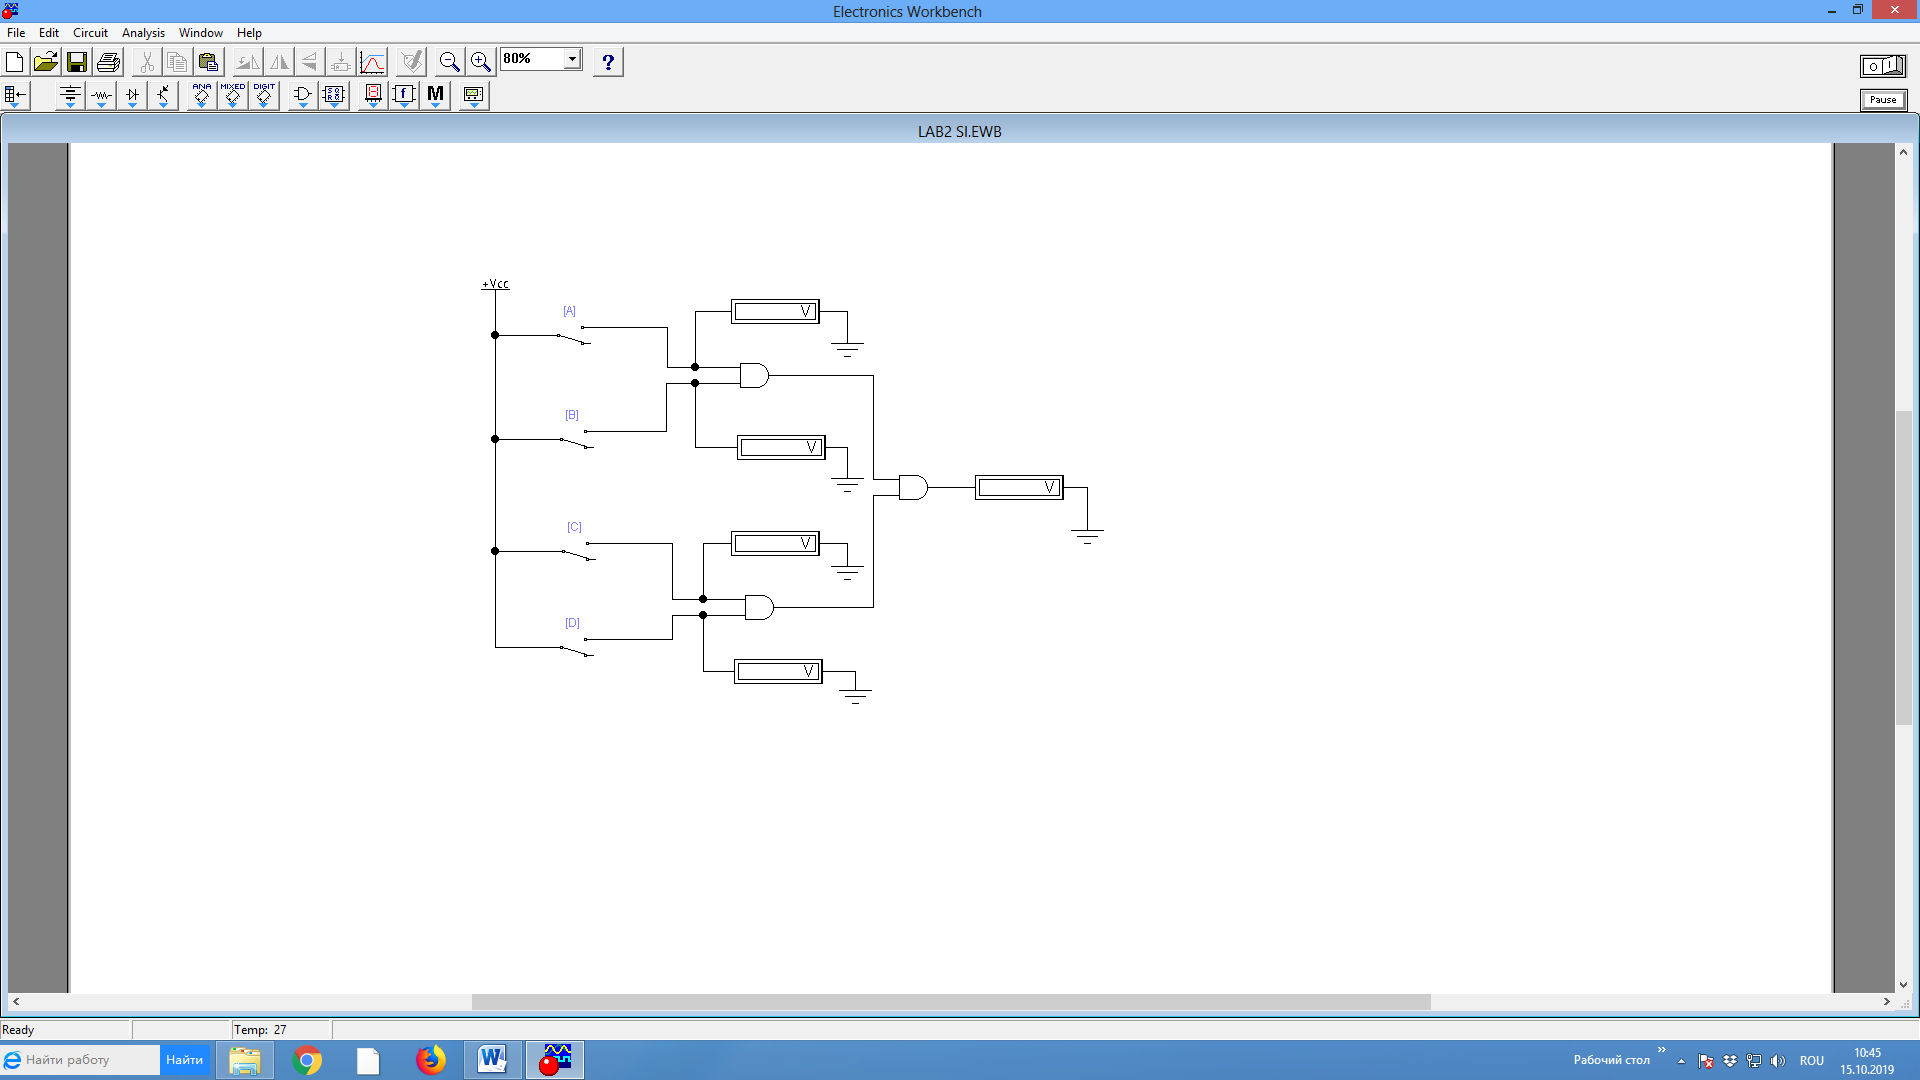 Electronics Workbench
File Edit Circuit Analysis Window Help
80%
?
Pause
ANA MIXED DIGIT
M
LAB2 SI.EWB
+Vcc
[A]
V
[B]
V
V
[C]
V
[D]
V
Ready
Temp: 27
Найти работу
Найти
Рабочий стол
ROU
10:45
15.10.2019